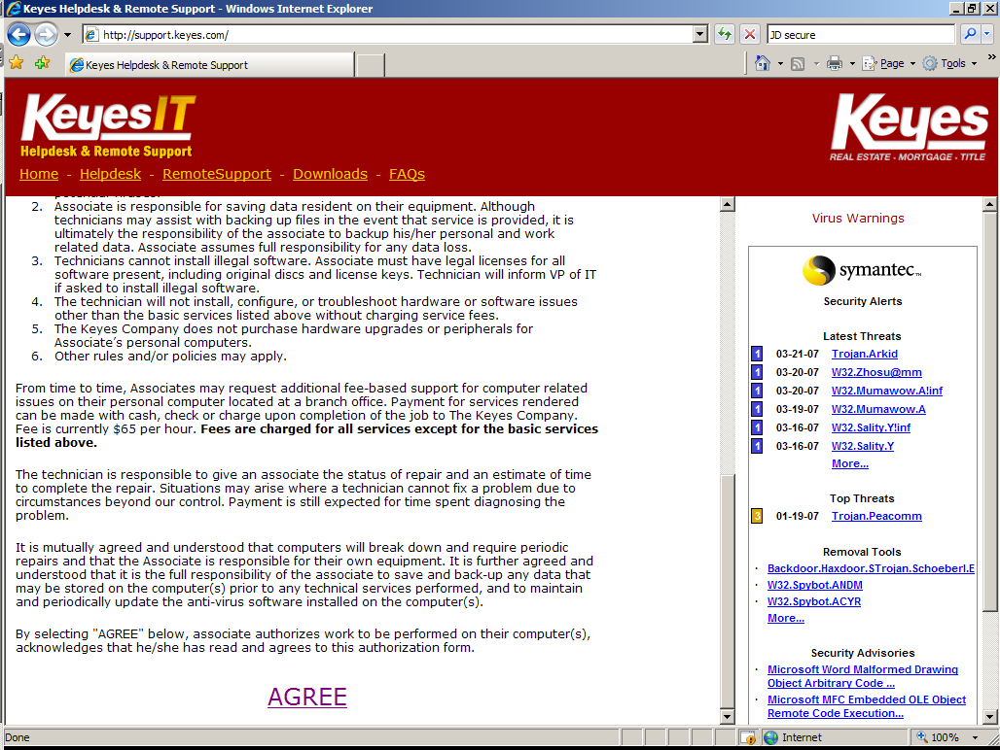 Keyes Helpdesk & Remote Support - Windows Internet Explorer
http://support.keyes.com/
JD secure
Keyes Helpdesk & Remote Support
Page
Tools
KeyesIT
Helpdesk & Remote Support
Keyes
REAL ESTATE · MORTGAGE · TITLE
Home - Helpdesk - RemoteSupport - Downloads - FAQs
potential viruses.
2. Associate is responsible for saving data resident on their equipment. Although
technicians may assist with backing up files in the event that service is provided, it is
ultimately the responsibility of the associate to backup his/her personal and work
related data. Associate assumes full responsibility for any data loss.
3. Technicians cannot install illegal software. Associate must have legal licenses for all
software present, including original discs and license keys. Technician will inform VP of IT
if asked to install illegal software.
4. The technician will not install, configure, or troubleshoot hardware or software issues
other than the basic services listed above without charging service fees.
5. The Keyes Company does not purchase hardware upgrades or peripherals for
Associate's personal computers.
6. Other rules and/or policies may apply.
From time to time, Associates may request additional fee-based support for computer related
issues on their personal computer located at a branch office. Payment for services rendered
can be made with cash, check or charge upon completion of the job to The Keyes Company.
Fee is currently $65 per hour. Fees are charged for all services except for the basic services
listed above.
The technician is responsible to give an associate the status of repair and an estimate of time
to complete the repair. Situations may arise where a technician cannot fix a problem due to
circumstances beyond our control. Payment is still expected for time spent diagnosing the
problem.
It is mutually agreed and understood that computers will break down and require periodic
repairs and that the Associate is responsible for their own equipment. It is further agreed and
understood that it is the full responsibility of the associate to save and back-up any data that
may be stored on the computer(s) prior to any technical services performed, and to maintain
and periodically update the anti-virus software installed on the computer(s).
By selecting "AGREE" below, associate authorizes work to be performed on their computer(s),
acknowledges that he/she has read and agrees to this authorization form.
AGREE
Virus Warnings
symantec™
Security Alerts
Latest Threats
1 03-21-07 Trojan.Arkid
1 03-20-07 W32.Zhosu@mm
1 03-20-07 W32.Mumawow.A!inf
1 03-19-07 W32.Mumawow.A
1 03-16-07 W32.Sality.Y!inf
1 03-16-07 W32.Sality.Y
More...
Top Threats
3 01-19-07 Trojan.Peacomm
Removal Tools
· Backdoor.Haxdoor.STrojan.Schoeberl.E
· W32.Spybot.ANDM
· W32.Spybot.ACYR
More...
Security Advisories
· Microsoft Word Malformed Drawing
Object Arbitrary Code ...
· Microsoft MFC Embedded OLE Object
Remote Code Execution...
Done
Internet
100%